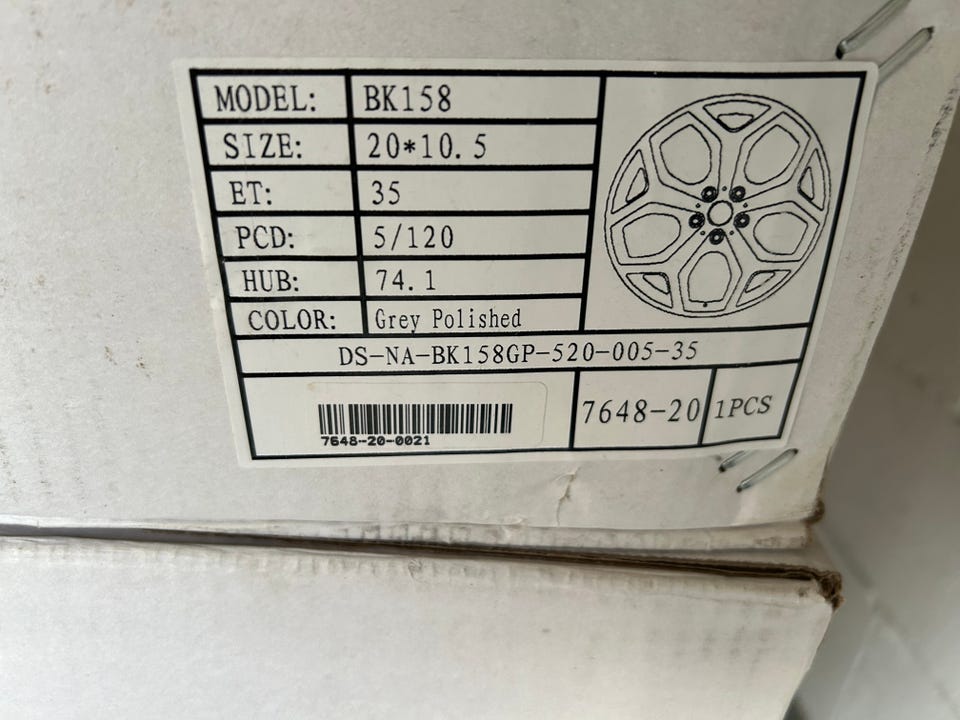 MODEL: BK158
SIZE: 20*10.5
ET: 35
PCD: 5/120
HUB: 74.1
COLOR: Grey Polished
DS-NA-BK158GP-520-005-35
7648-20-0021
7648-20 1PCS